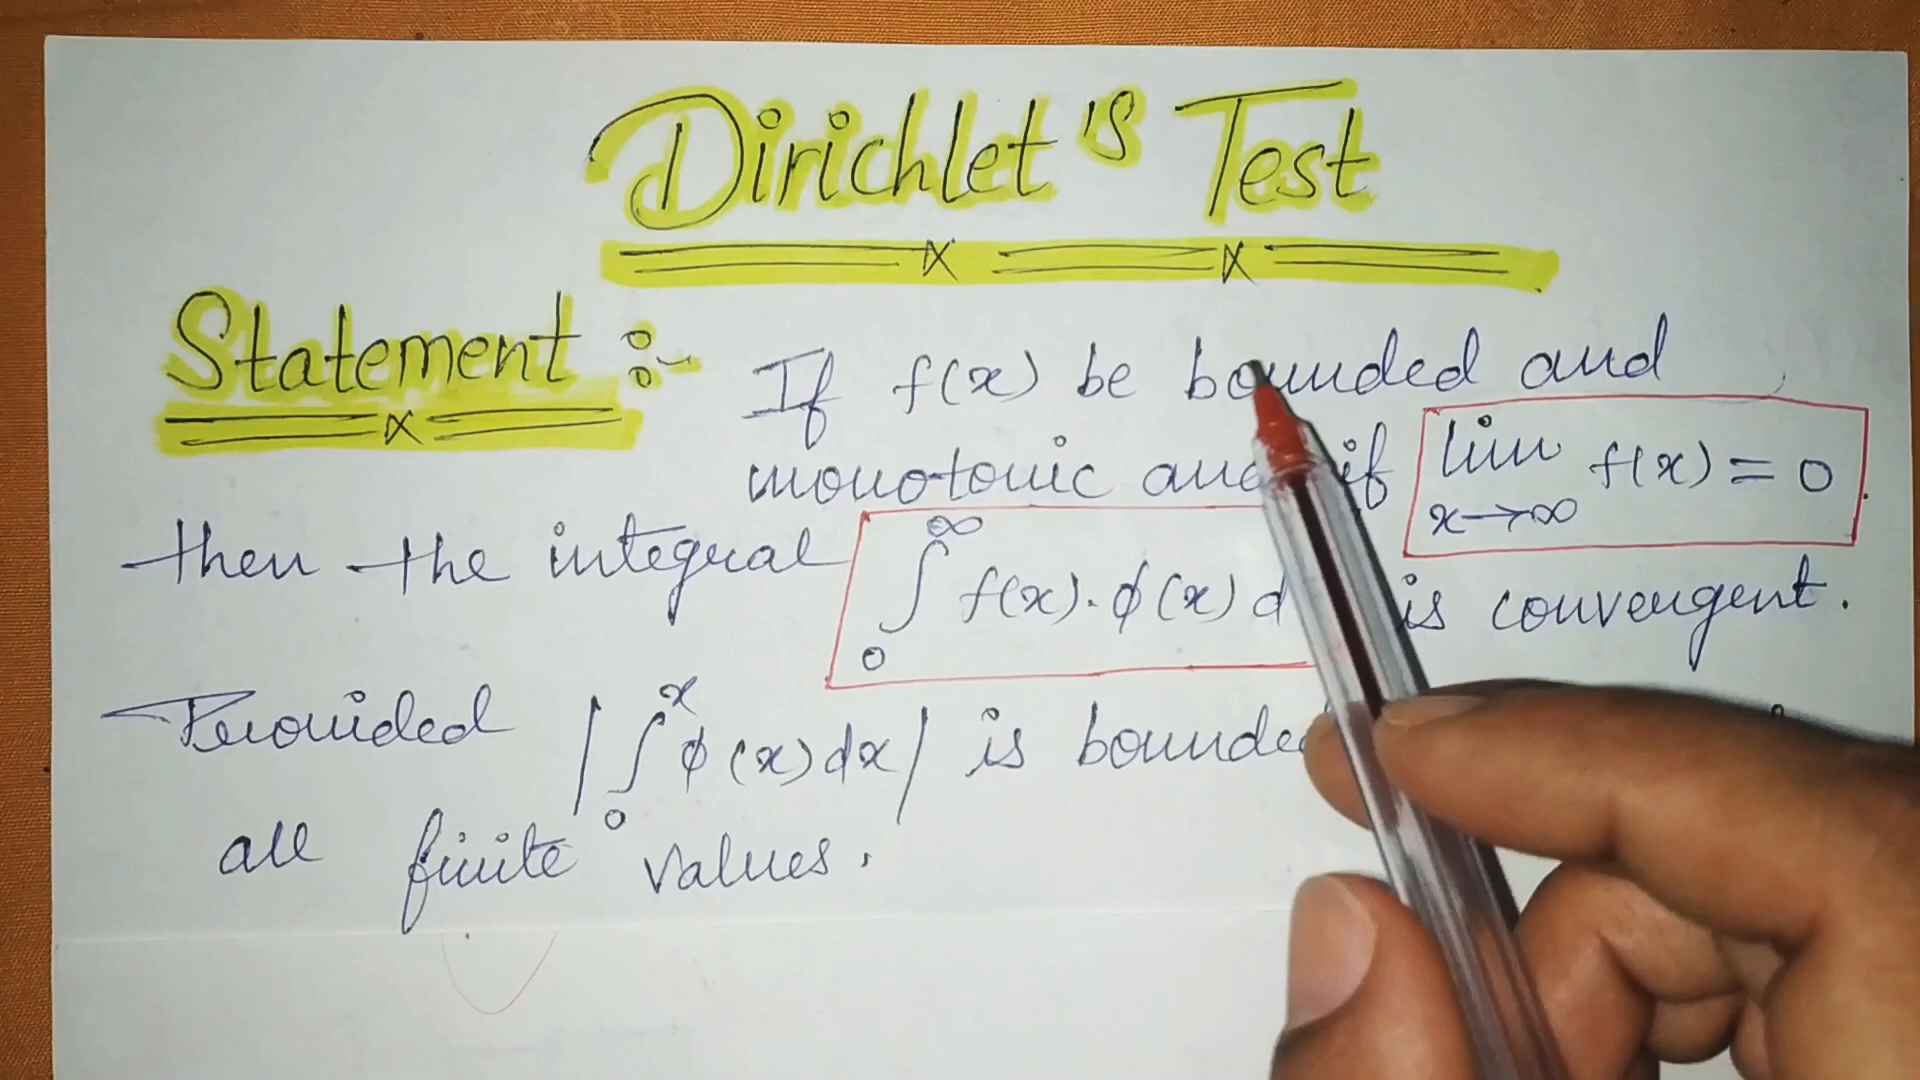 Dirichlet's Test
Statement :- If f(x) be bounded and
monotonic and if lim x→∞ f(x) = 0.
then the integral ∫₀^∞ f(x).ϕ(x) d is convergent.
Provided |∫₀^x ϕ(x)dx| is bounded
all finite values.